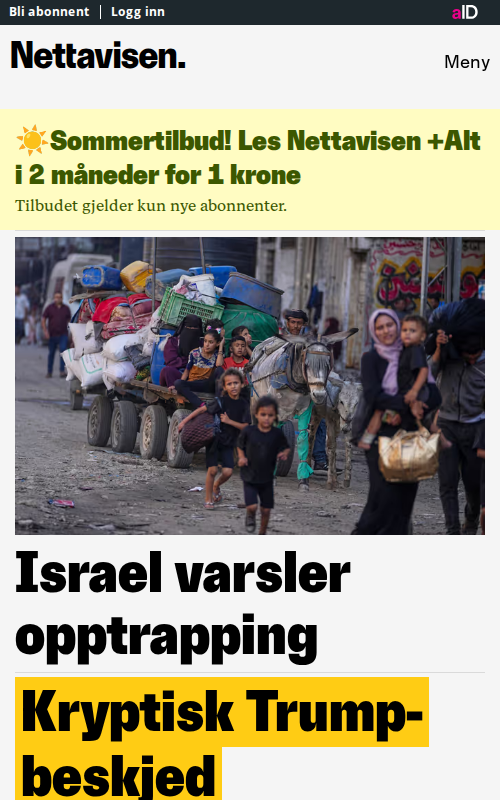 Bli abonnent
Logg inn
aID
Nettavisen.
Meny
☀️Sommertilbud! Les Nettavisen +Alt
i 2 måneder for 1 krone
Tilbudet gjelder kun nye abonnenter.
Israel varsler
opptrapping
Kryptisk Trump-
beskjed